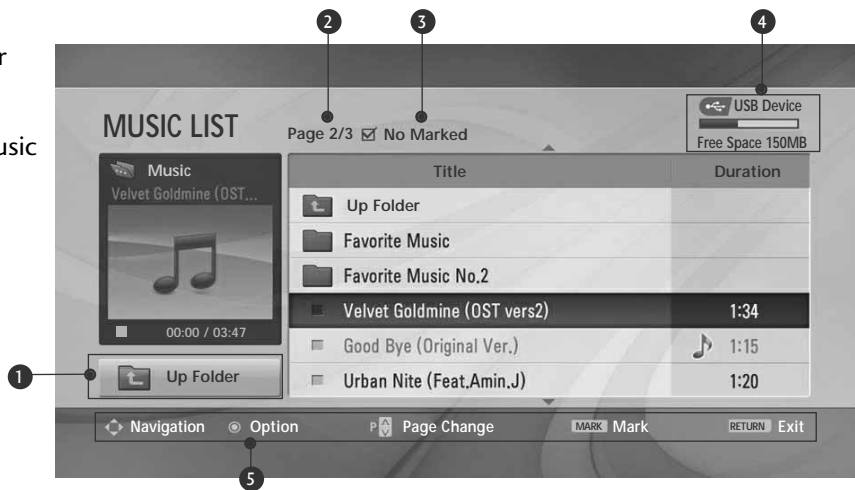 2 3 4
r
usic
USB Device
MUSIC LIST Page 2/3 No Marked
Free Space 150MB
Music Title Duration
Velvet Goldmine (OST...
Up Folder
Favorite Music
Favorite Music No.2
Velvet Goldmine (OST vers2) 1:34
00:00 / 03:47
Good Bye (Original Ver.) 1:15
1 Up Folder
Urban Nite (Feat.Amin.J) 1:20
Navigation Option P Page Change MARK Mark RETURN Exit
5